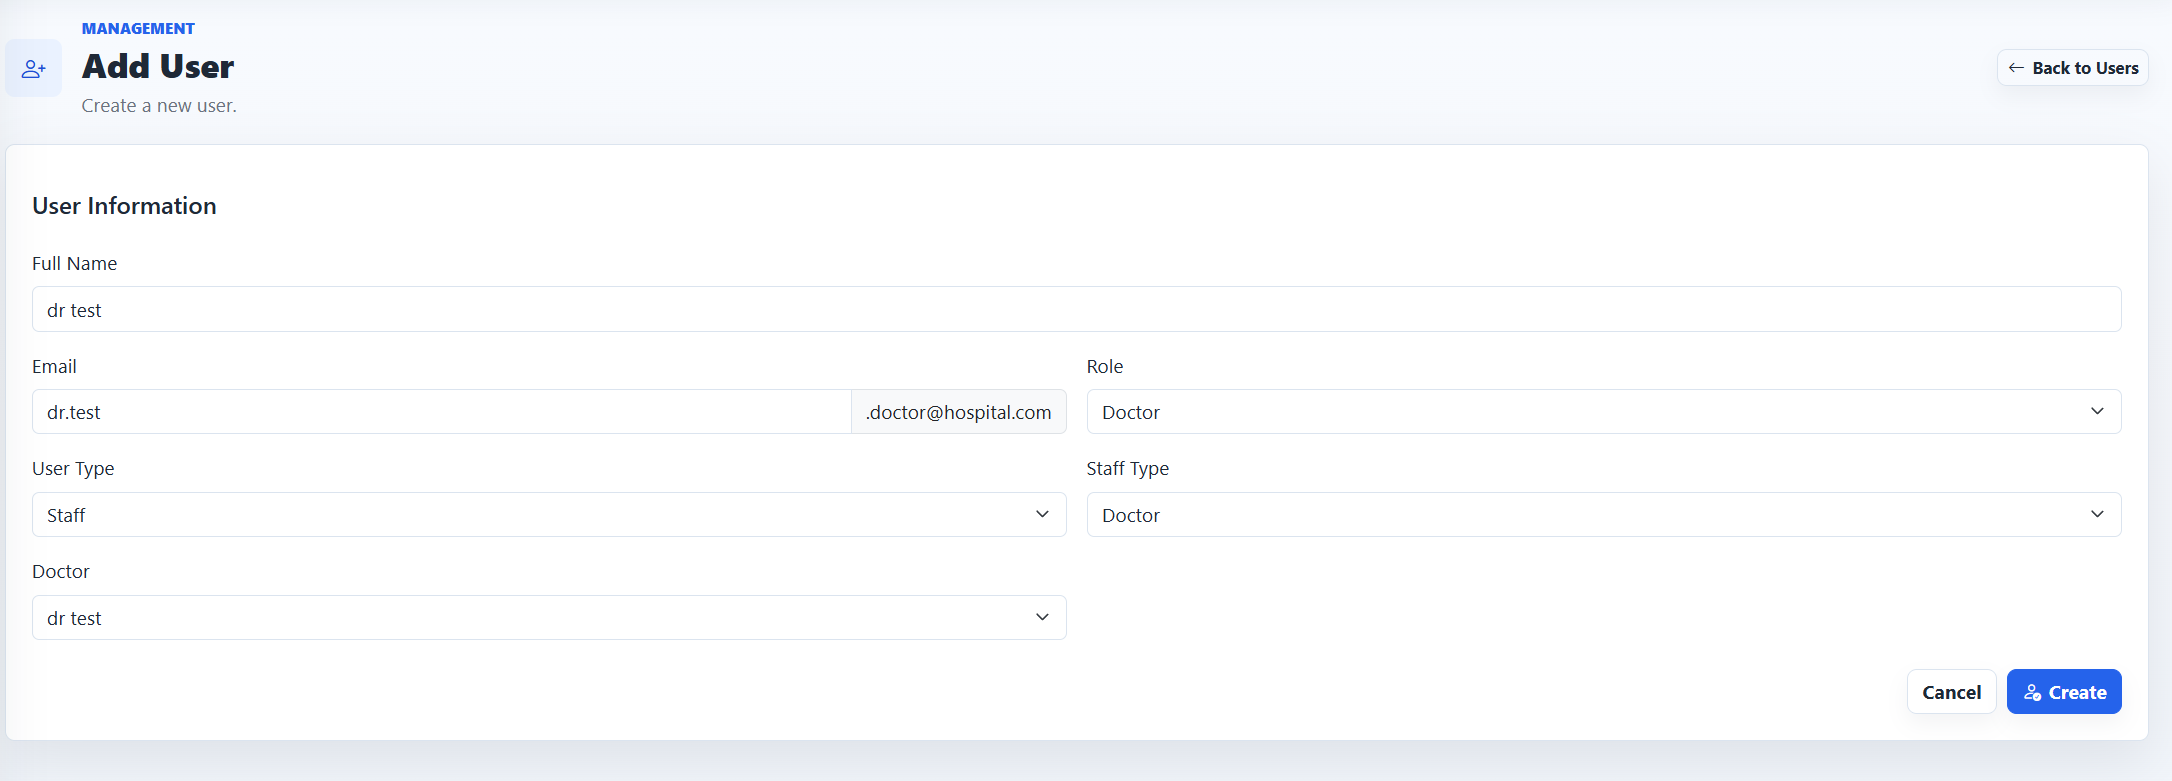 MANAGEMENT
Add User
Create a new user.
Back to Users
User Information
Full Name
dr test
Email
Role
dr.test
.doctor@hospital.com
Doctor
User Type
Staff Type
Staff
Doctor
Doctor
dr test
Cancel
Create